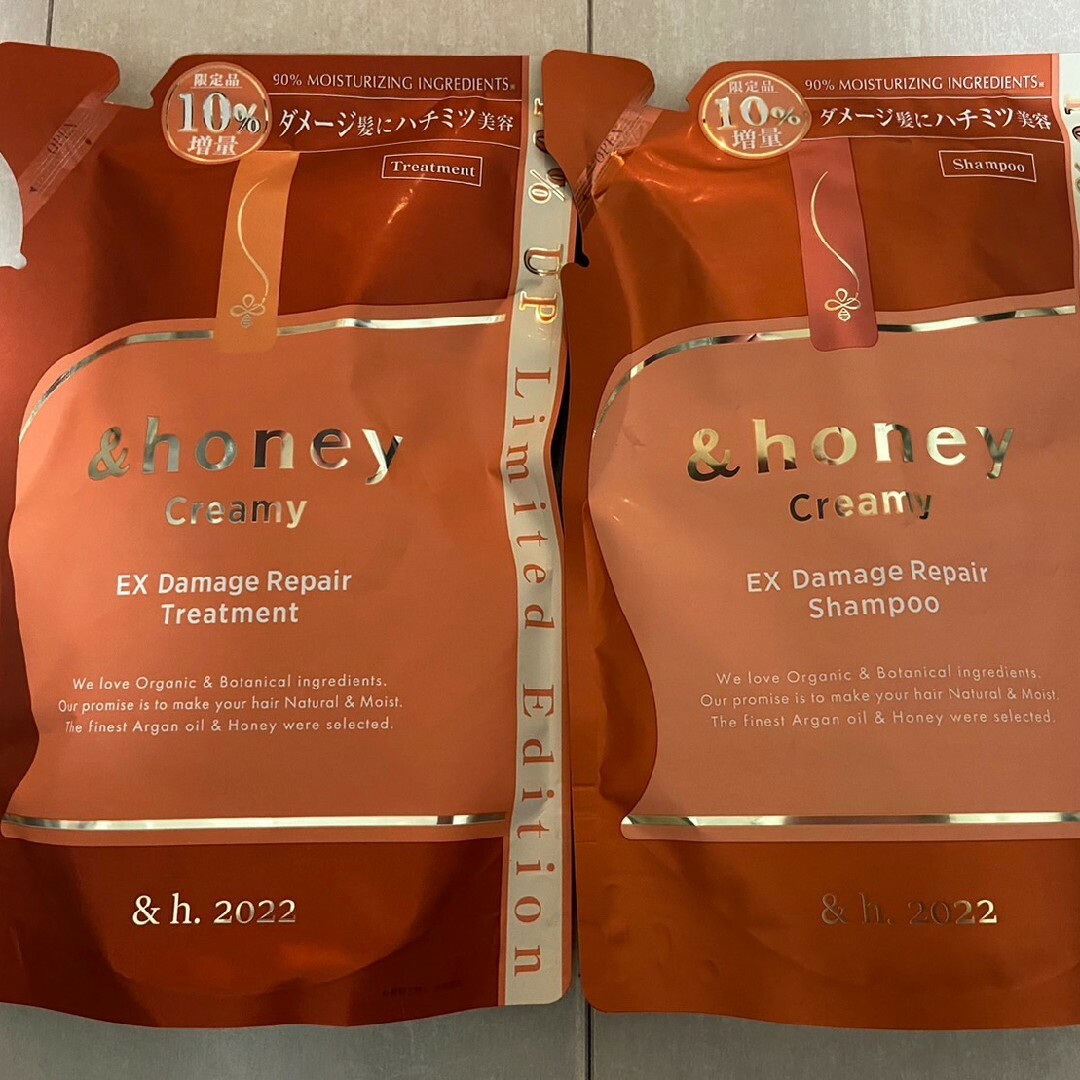 限定品
10%
増量
90% MOISTURIZING INGREDIENTS※
ダメージ髪にハチミツ美容
Treatment
OPEN
&honey
Creamy
EX Damage Repair
Treatment
We love Organic & Botanical ingredients.
Our promise is to make your hair Natural & Moist.
The finest Argan oil & Honey were selected.
& h. 2022
% UP Limited Edition
限定品
10%
増量
90% MOISTURIZING INGREDIENTS※
ダメージ髪にハチミツ美容
Shampoo
&honey
Creamy
EX Damage Repair
Shampoo
We love Organic & Botanical ingredients.
Our promise is to make your hair Natural & Moist.
The finest Argan oil & Honey were selected.
& h. 2022